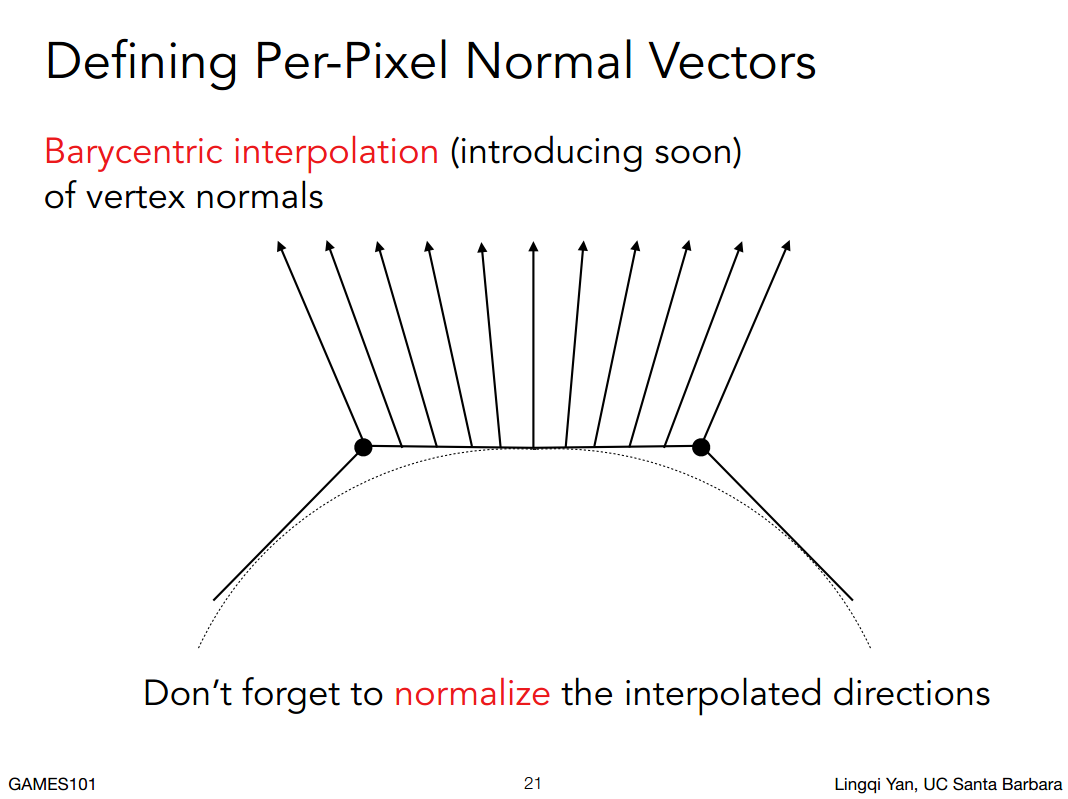 Defining Per-Pixel Normal Vectors
Barycentric interpolation (introducing soon)
of vertex normals
Don’t forget to normalize the interpolated directions
GAMES101
21
Lingqi Yan, UC Santa Barbara